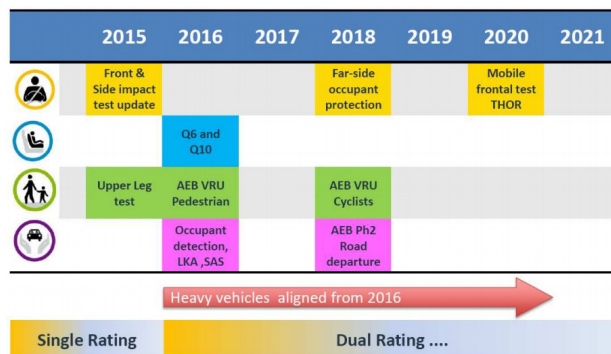 2015 2016 2017 2018 2019 2020 2021
Front &
Side impact
test update
Far-side
occupant
protection
Mobile
frontal test
THOR
Q6 and
Q10
Upper Leg
test
AEB VRU
Pedestrian
AEB VRU
Cyclists
Occupant
detection,
LKA ,SAS
AEB Ph2
Road
departure
Heavy vehicles aligned from 2016
Single Rating
Dual Rating ....